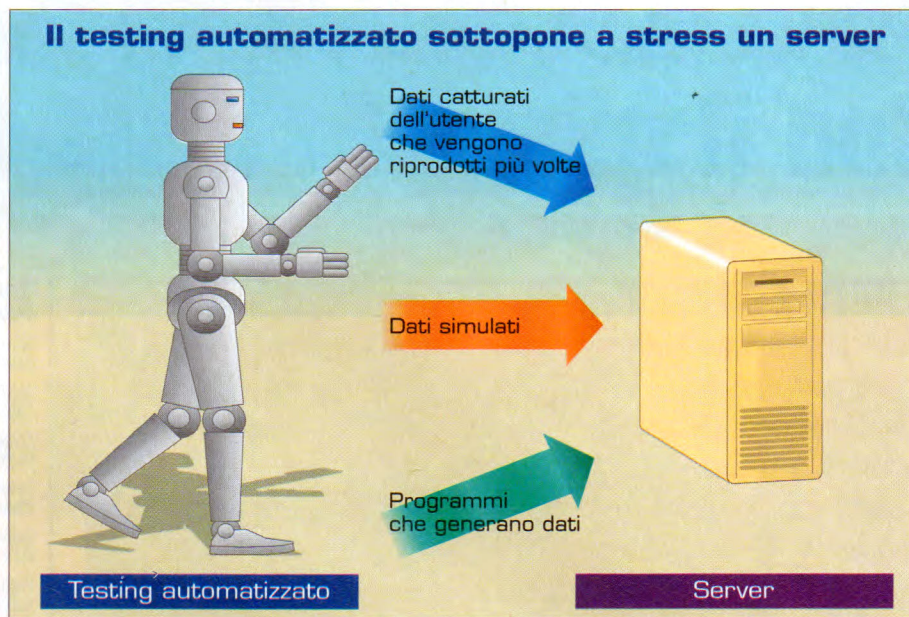 Il testing automatizzato sottopone a stress un server
Dati catturati
dell'utente
che vengono
riprodotti più volte
Dati simulati
Programmi
che generano dati
Testing automatizzato
Server